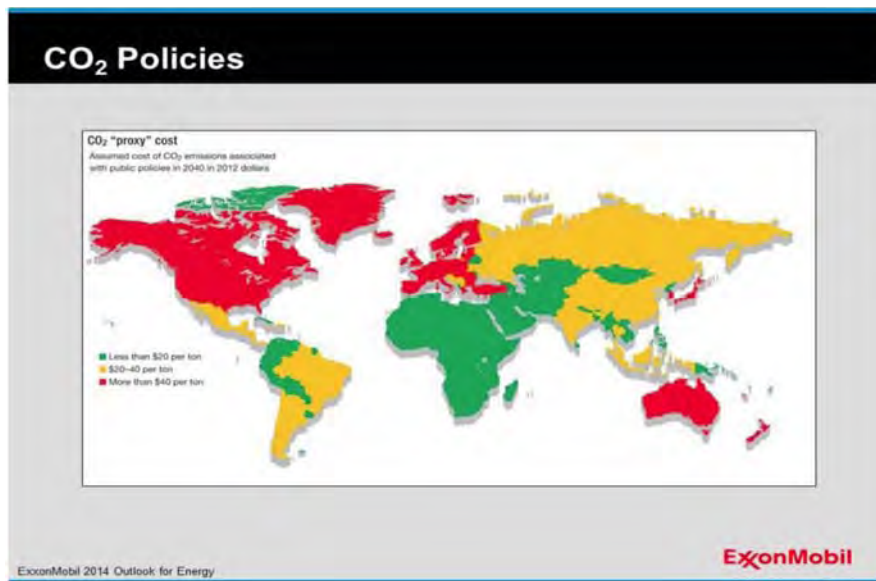 CO₂ Policies
CO₂ "proxy" cost
Assumed cost of CO₂ emissions associated
with public policies in 2040 in 2012 dollars
Less than $20 per ton
$20–40 per ton
More than $40 per ton
ExxonMobil
ExxonMobil 2014 Outlook for Energy